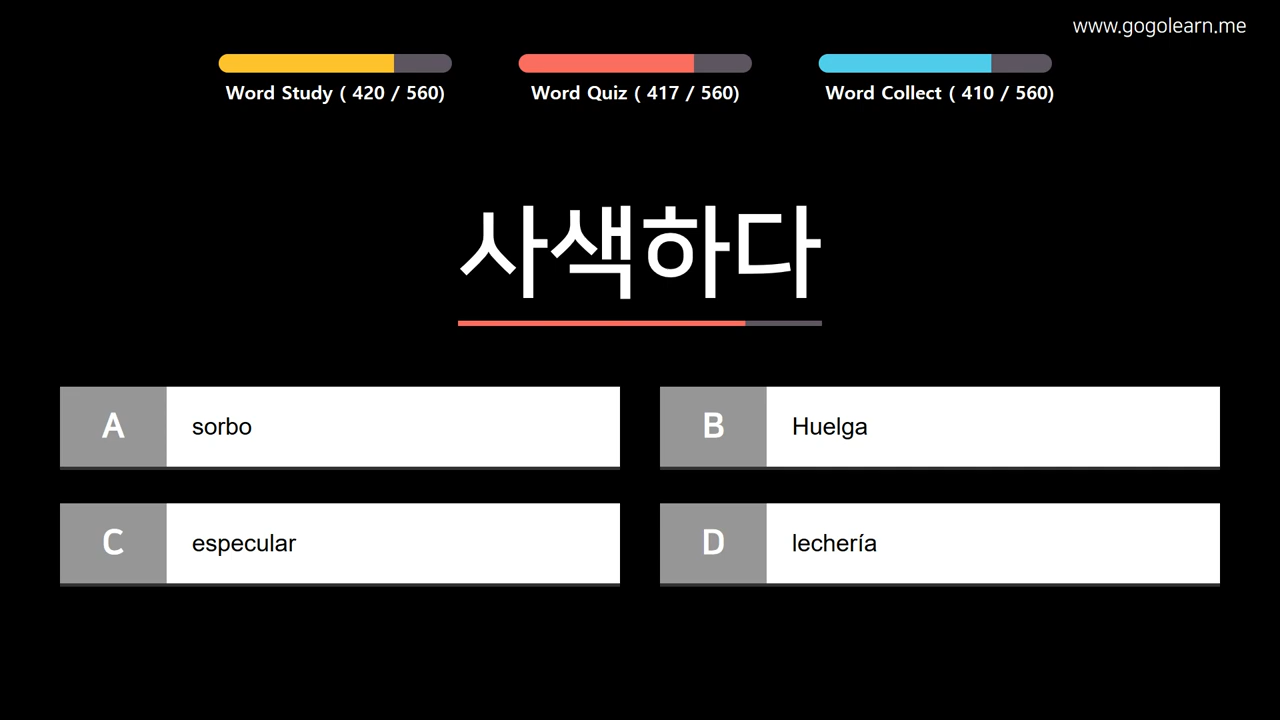 www.gogolearn.me
Word Study ( 420 / 560)
Word Quiz ( 417 / 560)
Word Collect ( 410 / 560)
사색하다
A sorbo
B Huelga
C especular
D lechería